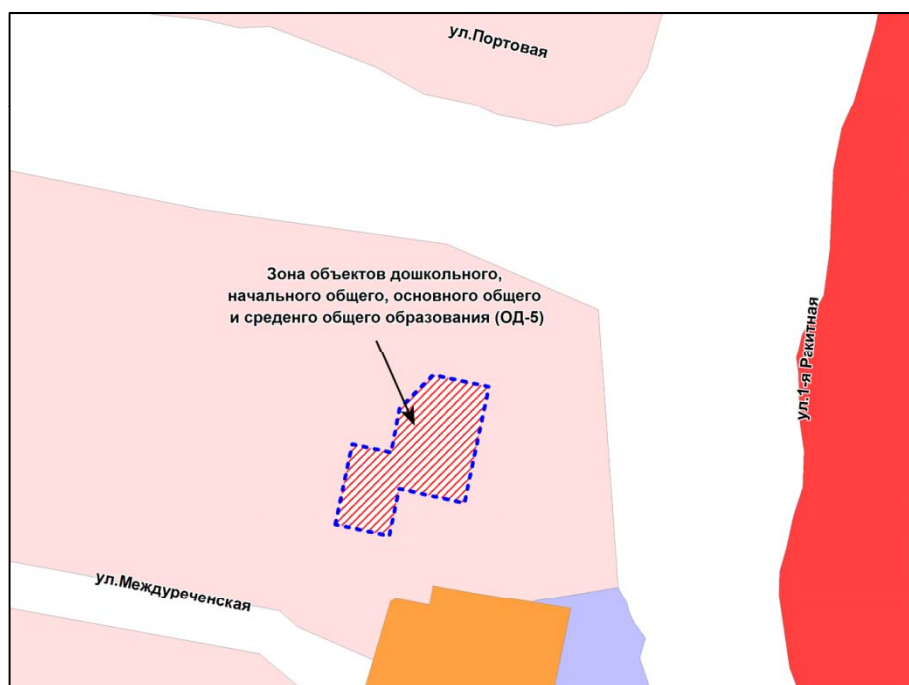 ул.Портовая
Зона объектов дошкольного,
начального общего, основного общего
и среденго общего образования (ОД-5)
ул.1-я Ракитная
ул.Междуреченская